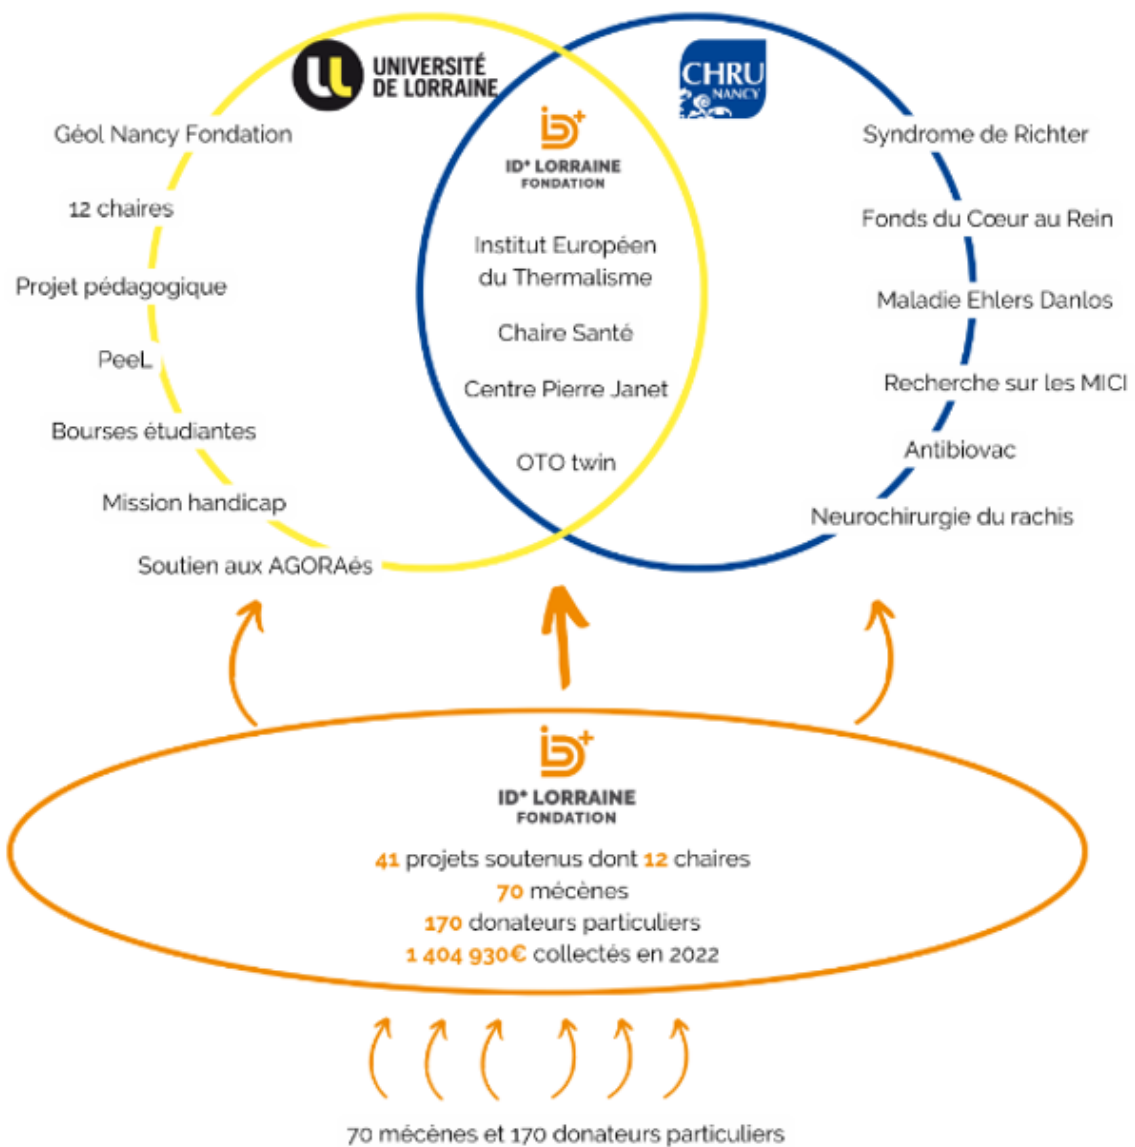 UNIVERSITÉ
DE LORRAINE
CHRU
NANCY
ID+ LORRAINE
FONDATION
Géol Nancy Fondation
12 chaires
Projet pédagogique
PeeL
Bourses étudiantes
Mission handicap
Soutien aux AGORAés
Institut Européen
du Thermalisme
Chaire Santé
Centre Pierre Janet
OTO twin
Syndrome de Richter
Fonds du Cœur au Rein
Maladie Ehlers Danlos
Recherche sur les MICI
Antibiovac
Neurochirurgie du rachis
ID+ LORRAINE
FONDATION
41 projets soutenus dont 12 chaires
70 mécènes
170 donateurs particuliers
1 404 930€ collectés en 2022
70 mécènes et 170 donateurs particuliers